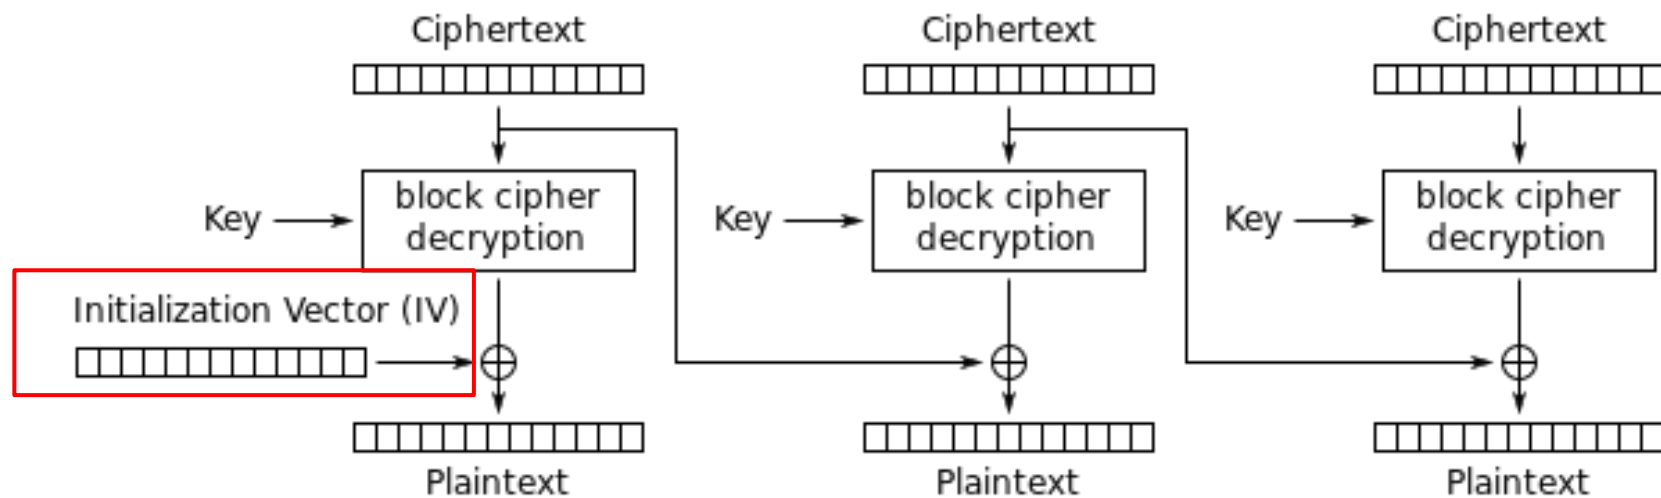 Ciphertext
Ciphertext
Ciphertext
Key
block cipher
decryption
Key
block cipher
decryption
Key
block cipher
decryption
Initialization Vector (IV)
Plaintext
Plaintext
Plaintext